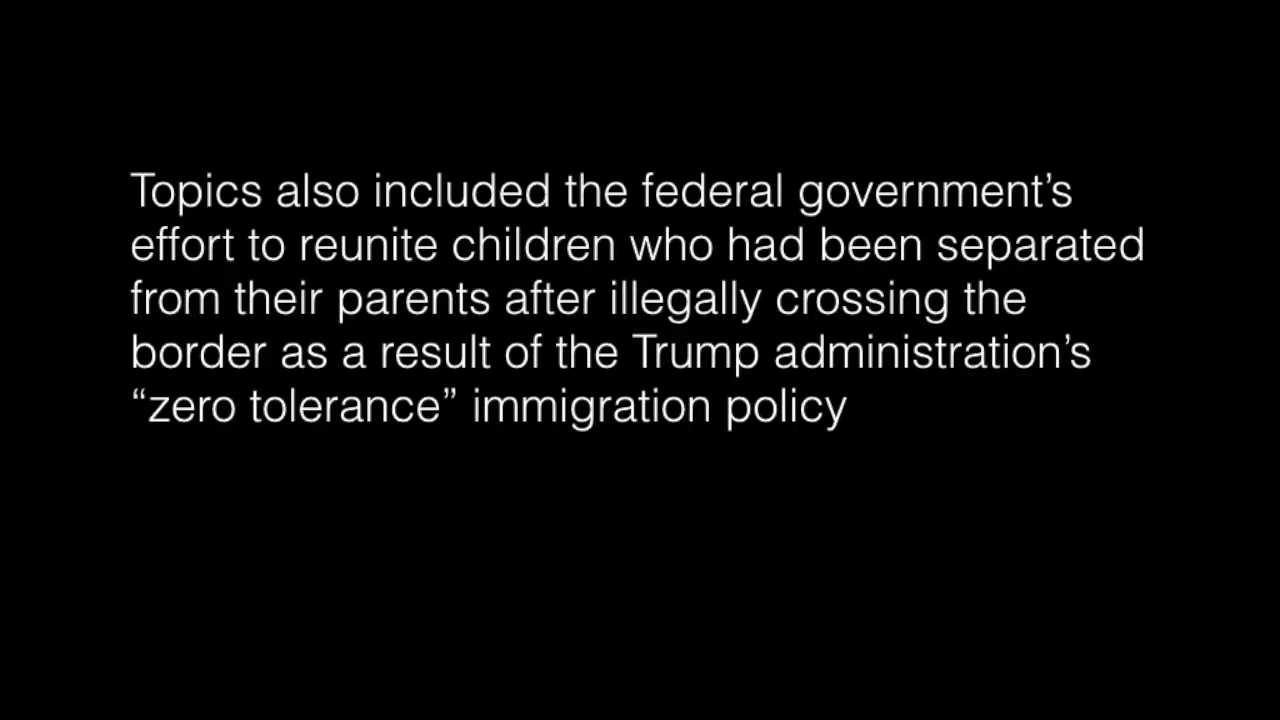 Topics also included the federal government’s
effort to reunite children who had been separated
from their parents after illegally crossing the
border as a result of the Trump administration’s
“zero tolerance” immigration policy